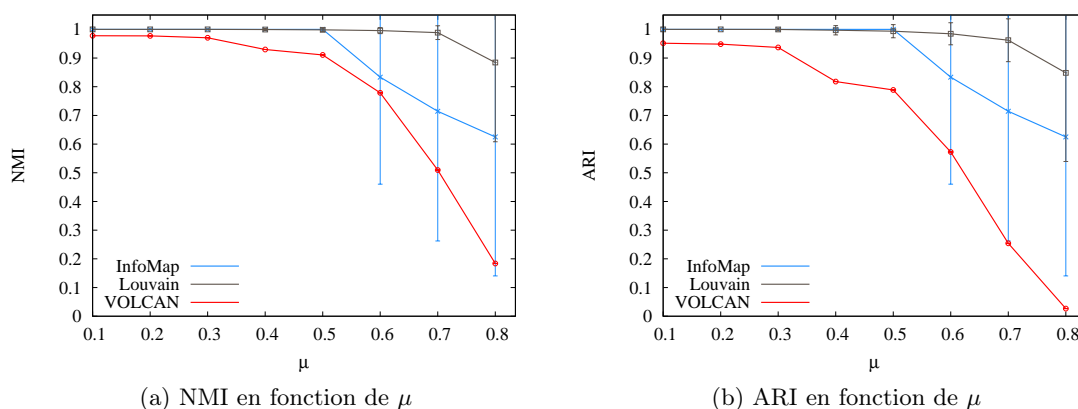 1
0.9
0.8
0.7
0.6
0.5
0.4
0.3
0.2
0.1
0
NMI
InfoMap
Louvain
VOLCAN
0.1 0.2 0.3 0.4 0.5 0.6 0.7 0.8
μ
(a) NMI en fonction de μ
1
0.9
0.8
0.7
0.6
0.5
0.4
0.3
0.2
0.1
0
ARI
InfoMap
Louvain
VOLCAN
0.1 0.2 0.3 0.4 0.5 0.6 0.7 0.8
μ
(b) ARI en fonction de μ